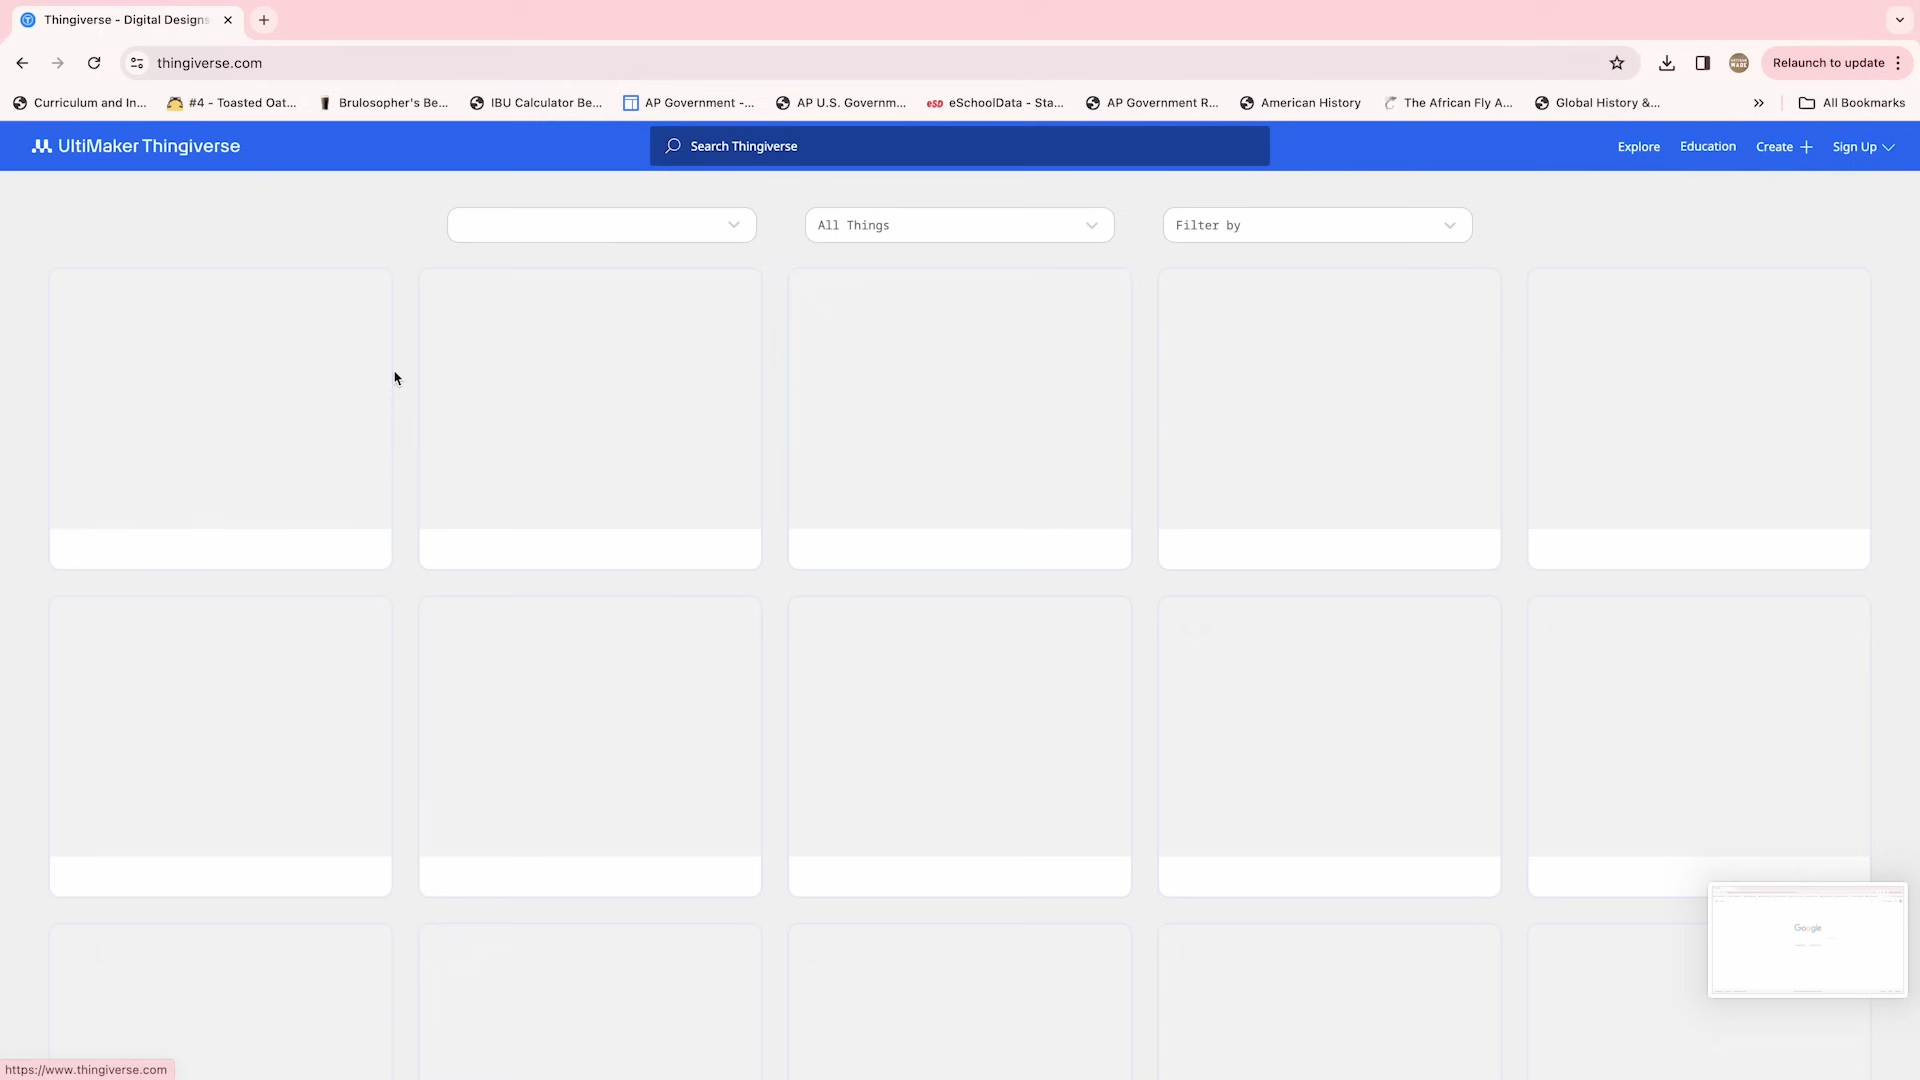 Thingiverse - Digital Designs
thingiverse.com
Relaunch to update
Curriculum and In...
#4 - Toasted Oat...
Brulosopher's Be...
IBU Calculator Be...
AP Government -...
AP U.S. Governm...
eSD eSchoolData - Sta...
AP Government R...
American History
The African Fly A...
Global History &...
All Bookmarks
UltiMaker Thingiverse
Search Thingiverse
Explore
Education
Create
Sign Up
All Things
Filter by
Google
https://www.thingiverse.com